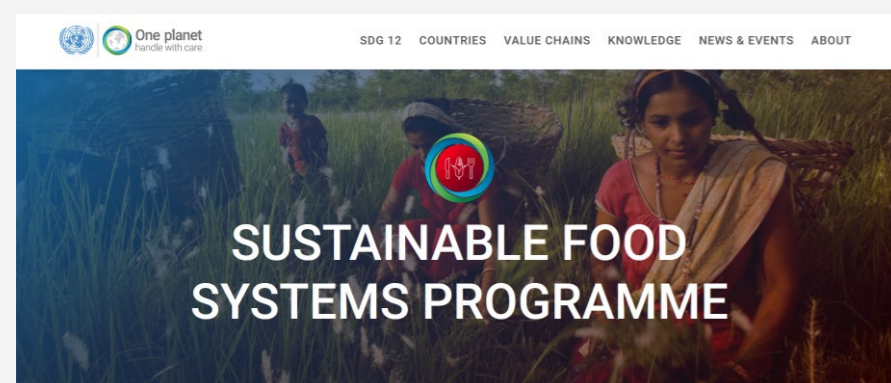 One planet
handle with care
SDG 12 COUNTRIES VALUE CHAINS KNOWLEDGE NEWS & EVENTS ABOUT
SUSTAINABLE FOOD
SYSTEMS PROGRAMME